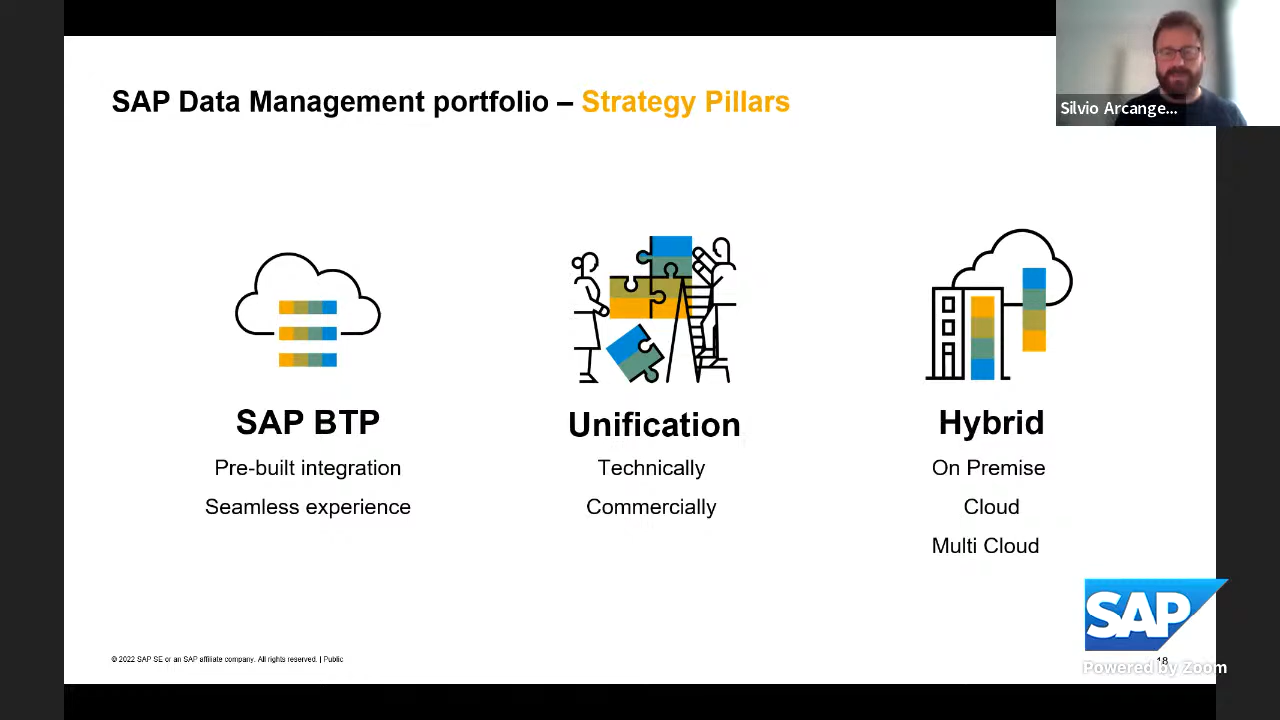 SAP Data Management portfolio – Strategy Pillars
Silvio Arcange...
SAP BTP
Pre-built integration
Seamless experience
Unification
Technically
Commercially
Hybrid
On Premise
Cloud
Multi Cloud
SAP
© 2022 SAP SE or an SAP affiliate company. All rights reserved. | Public
18
Powered by Zoom